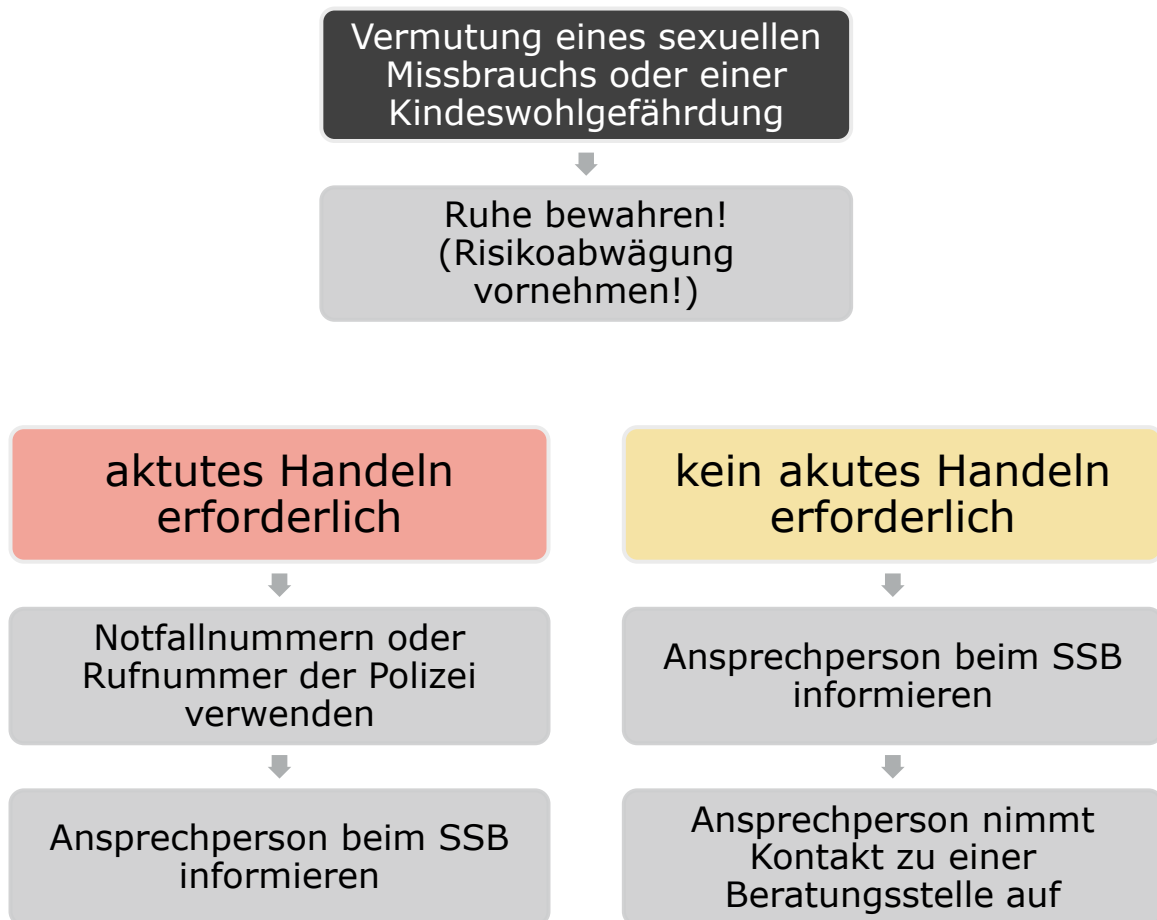 Vermutung eines sexuellen
Missbrauchs oder einer
Kindeswohlgefährdung
Ruhe bewahren!
(Risikoabwägung
vornehmen!)
aktutes Handeln
erforderlich
Notfallnummern oder
Rufnummer der Polizei
verwenden
Ansprechperson beim SSB
informieren
kein akutes Handeln
erforderlich
Ansprechperson beim SSB
informieren
Ansprechperson nimmt
Kontakt zu einer
Beratungsstelle auf